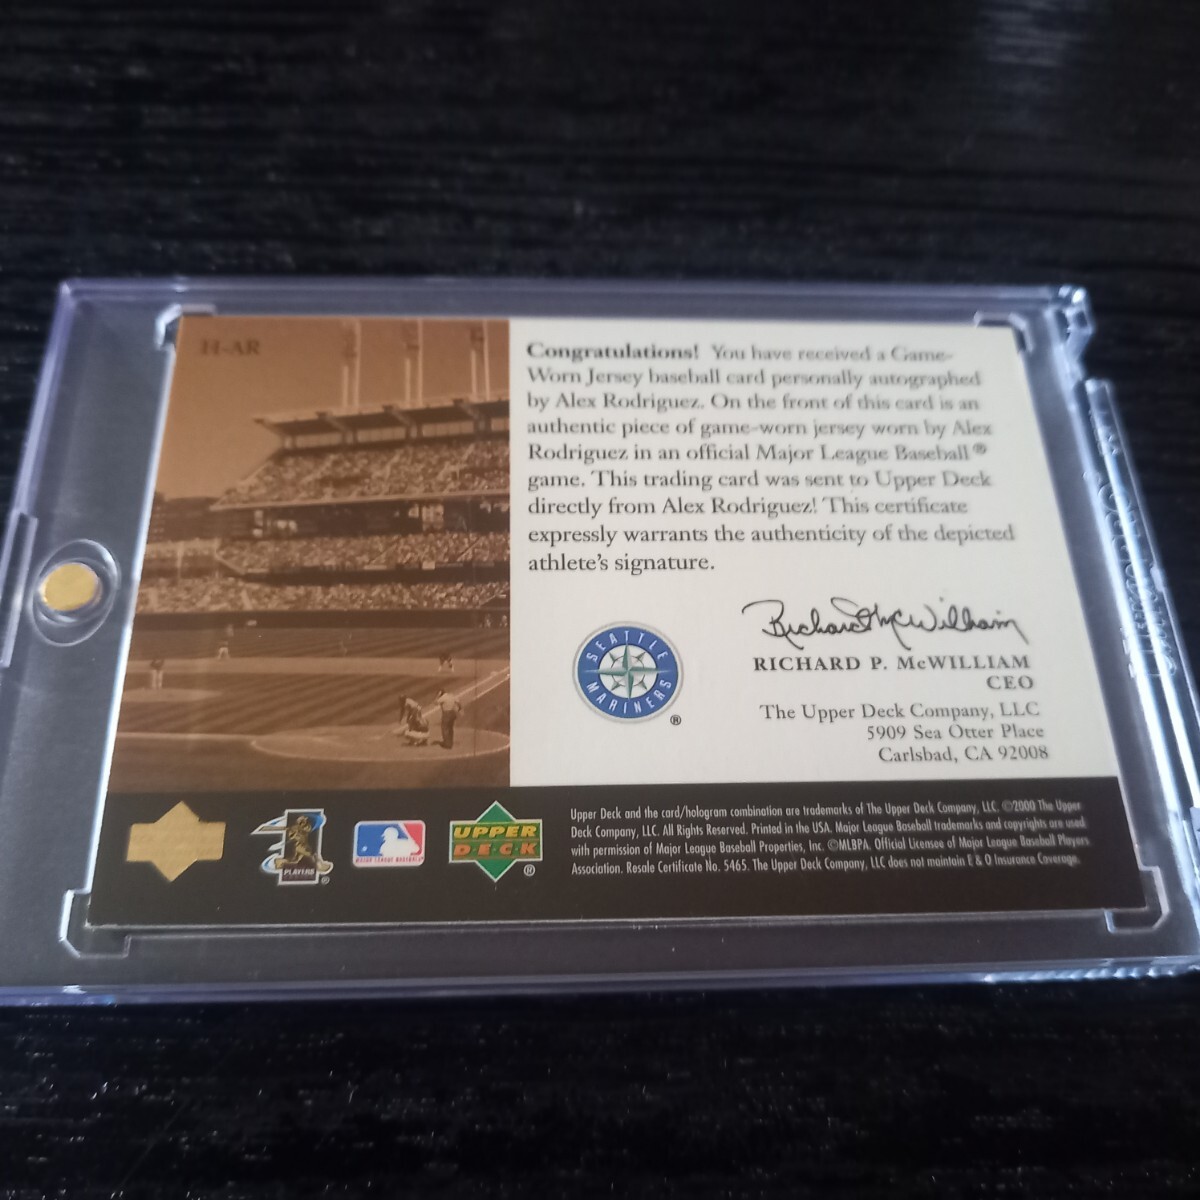 H-AR
Congratulations! You have received a Game-
Worn Jersey baseball card personally autographed
by Alex Rodriguez. On the front of this card is an
authentic piece of game-worn jersey worn by Alex
Rodriguez in an official Major League Baseball®
game. This trading card was sent to Upper Deck
directly from Alex Rodriguez! This certificate
expressly warrants the authenticity of the depicted
athlete's signature.
SEATTLE
MARINERS
®
Richard P. McWilliam
RICHARD P. McWILLIAM
CEO
The Upper Deck Company, LLC
5909 Sea Otter Place
Carlsbad, CA 92008
PLAYERS
®
MAJOR LEAGUE BASEBALL
UPPER
DECK
®
Upper Deck and the card/hologram combination are trademarks of The Upper Deck Company, LLC. ©2000 The Upper
Deck Company, LLC. All Rights Reserved. Printed in the USA. Major League Baseball trademarks and copyrights are used
with permission of Major League Baseball Properties, Inc. ©MLBPA. Official Licensee of Major League Baseball Players
Association. Resale Certificate No. 5465. The Upper Deck Company, LLC does not maintain E & O Insurance Coverage.